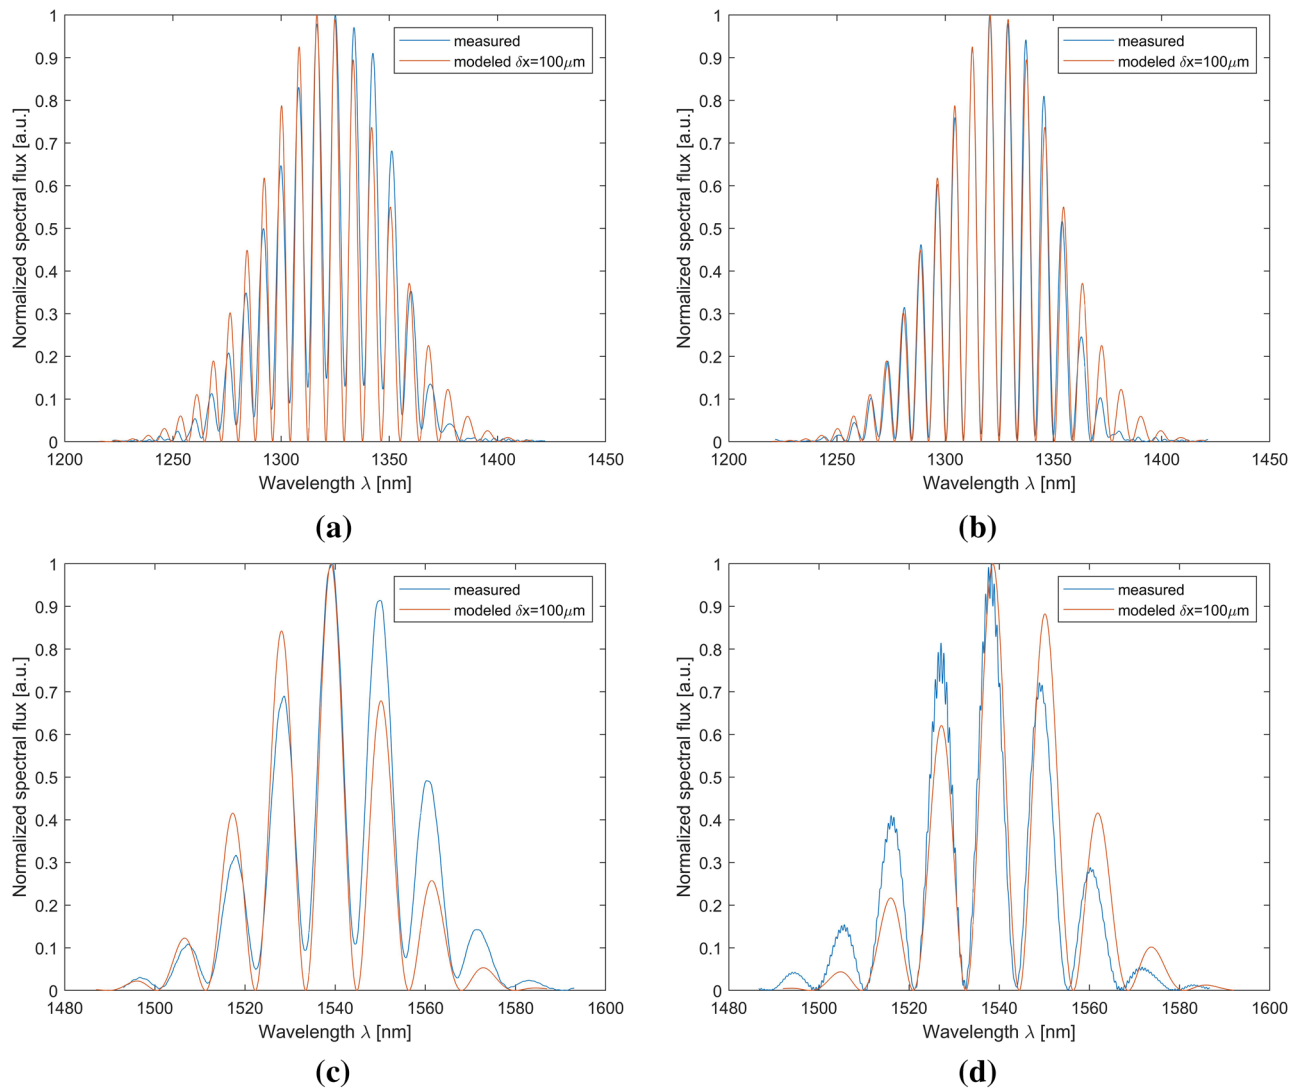 1
0.9
0.8
0.7
0.6
0.5
0.4
0.3
0.2
0.1
0
Normalized spectral flux [a.u.]
measured
modeled δx=100μm
1200 1250 1300 1350 1400 1450
Wavelength λ [nm]
(a)
1
0.9
0.8
0.7
0.6
0.5
0.4
0.3
0.2
0.1
0
Normalized spectral flux [a.u.]
measured
modeled δx=100μm
1200 1250 1300 1350 1400 1450
Wavelength λ [nm]
(b)
1
0.9
0.8
0.7
0.6
0.5
0.4
0.3
0.2
0.1
0
Normalized spectral flux [a.u.]
measured
modeled δx=100μm
1480 1500 1520 1540 1560 1580 1600
Wavelength λ [nm]
(c)
1
0.9
0.8
0.7
0.6
0.5
0.4
0.3
0.2
0.1
0
Normalized spectral flux [a.u.]
measured
modeled δx=100μm
1480 1500 1520 1540 1560 1580 1600
Wavelength λ [nm]
(d)